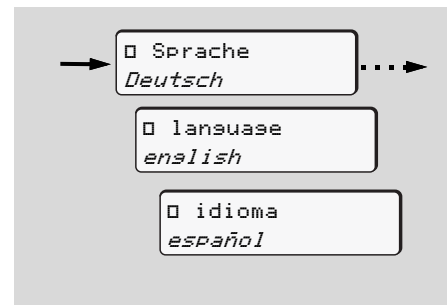 □ Sprache
Deutsch
□ language
english
□ idioma
español